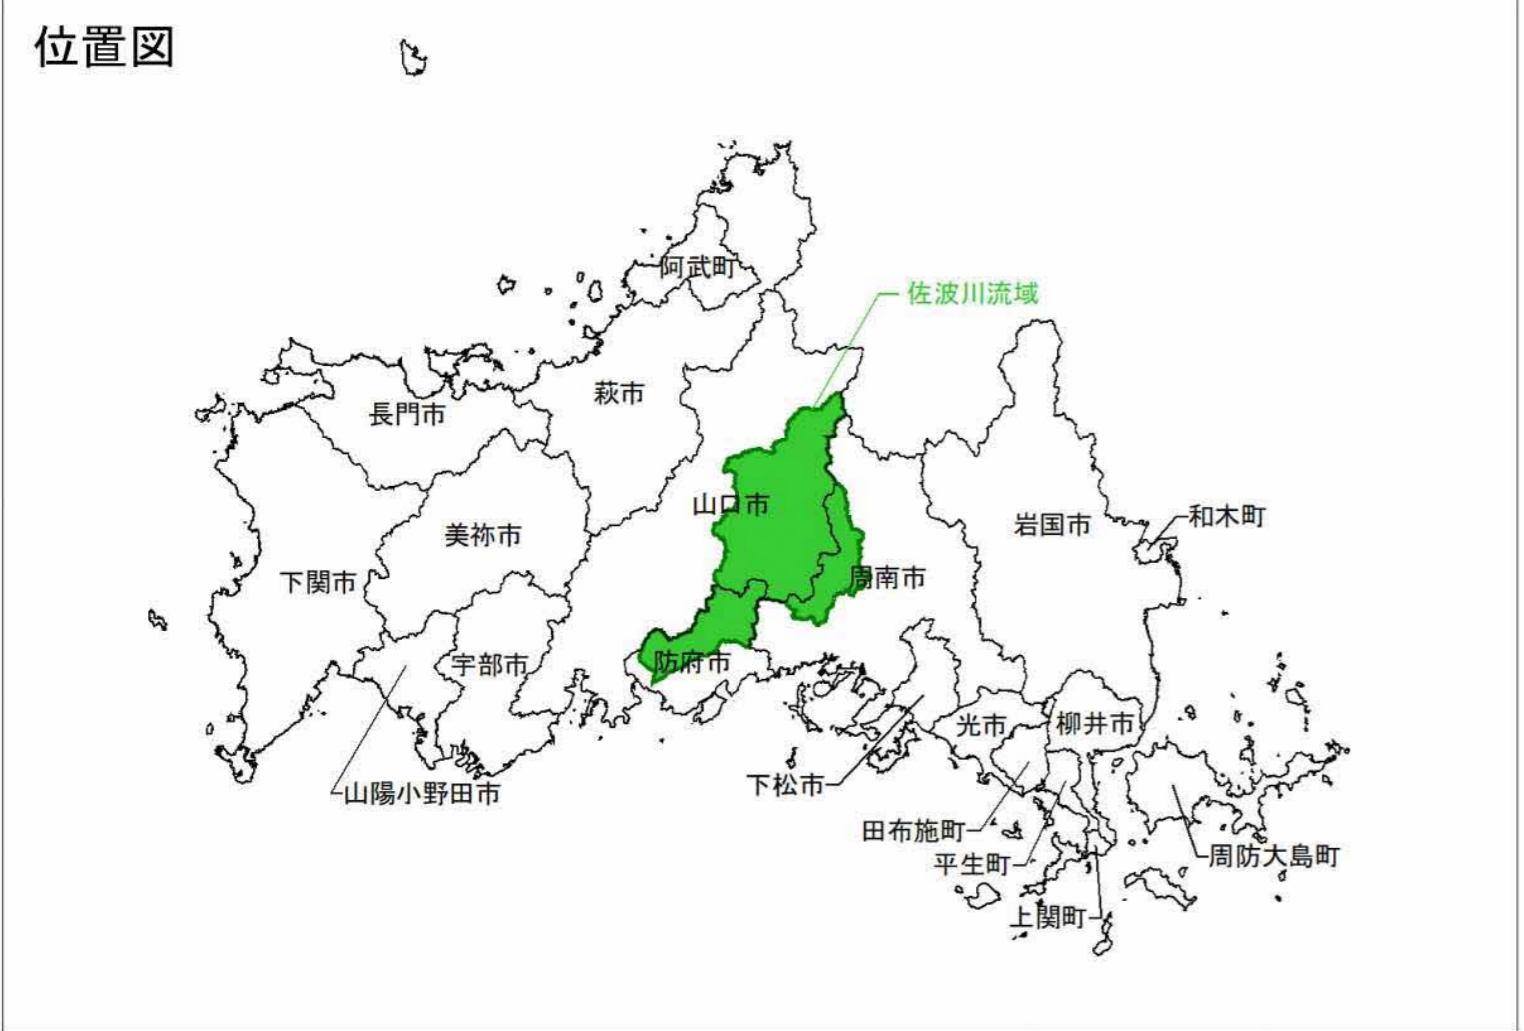 位置図
阿武町
佐波川流域
萩市
長門市
山口市
和木町
岩国市
美祢市
下関市
周南市
宇部市
防府市
光市
柳井市
下松市
山陽小野田市
田布施町
平生町
周防大島町
上関町